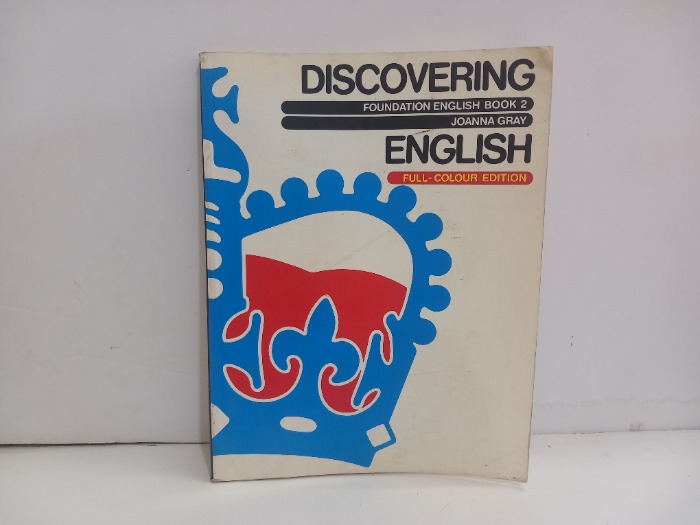 DISCOVERING
FOUNDATION ENGLISH BOOK 2
JOANNA GRAY
ENGLISH
FULL-COLOUR EDITION